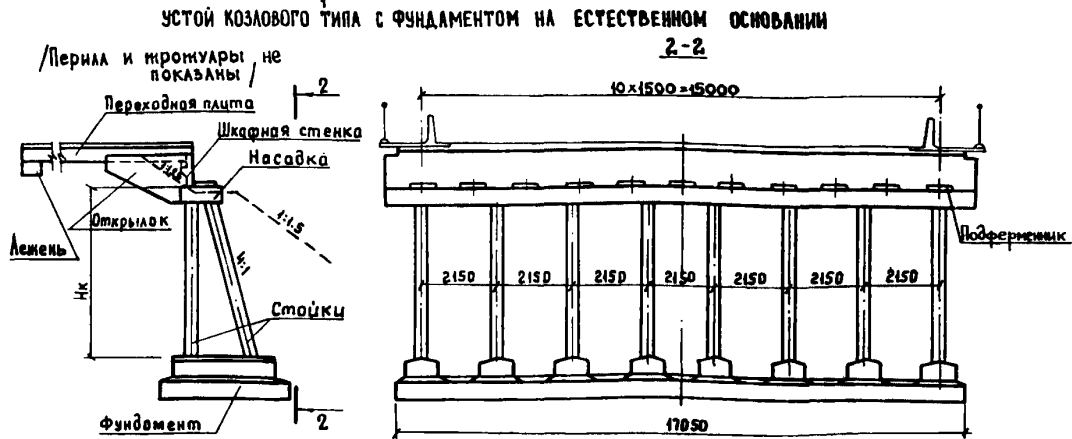 УСТОЙ КОЗЛОВОГО ТИПА С ФУНДАМЕНТОМ НА ЕСТЕСТВЕННОМ ОСНОВАНИИ
2-2
/Перила и тротуары не
показаны/
2
10×1500=15000
Переходная плита
Шкафная стенка
Насадка
Открылок
1:1.5
Лежень
Подферменник
4:1
Нк
2150 2150 2150 2150 2150 2150 2150
Стойки
Фундамент
2
17050